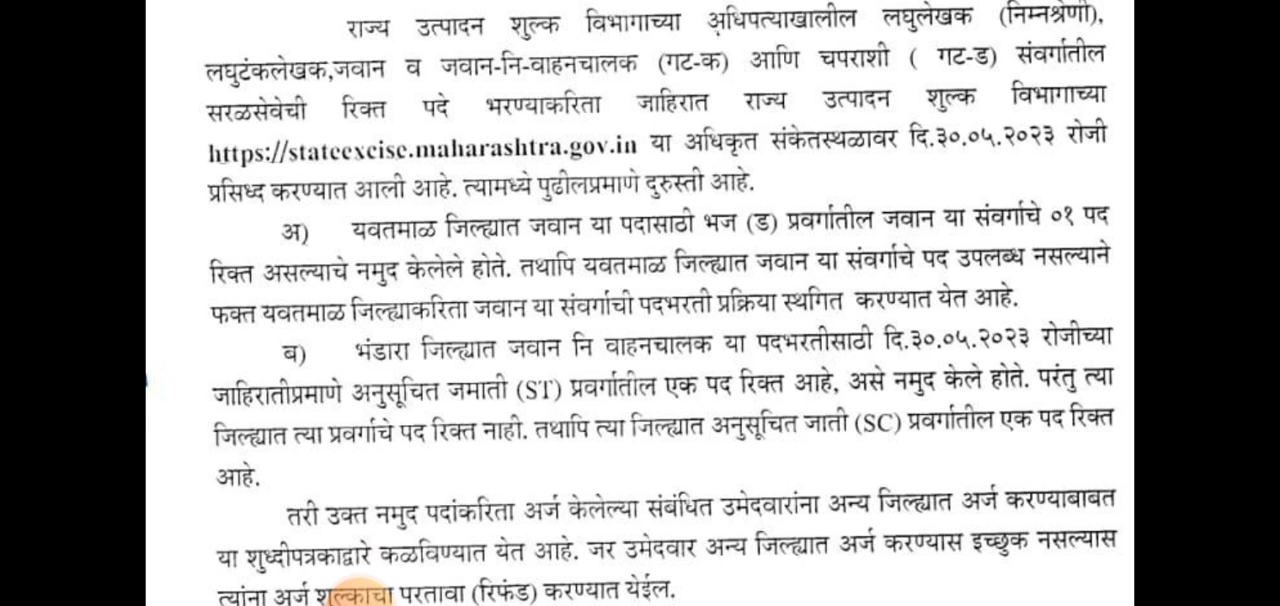 राज्य उत्पादन शुल्क विभागाच्या अधिपत्याखालील लघुलेखक (निम्नश्रेणी),
लघुटंकलेखक,जवान व जवान-नि-वाहनचालक (गट-क) आणि चपराशी ( गट-ड) संवर्गातील
सरळसेवेची रिक्त पदे भरण्याकरिता जाहिरात राज्य उत्पादन शुल्क विभागाच्या
https://stateexcise.maharashtra.gov.in या अधिकृत संकेतस्थळावर दि.३०.०५.२०२३ रोजी
प्रसिध्द करण्यात आली आहे. त्यामध्ये पुढीलप्रमाणे दुरुस्ती आहे.
अ) यवतमाळ जिल्ह्यात जवान या पदासाठी भज (ड) प्रवर्गातील जवान या संवर्गाचे ०१ पद
रिक्त असल्याचे नमुद केलेले होते. तथापि यवतमाळ जिल्ह्यात जवान या संवर्गाचे पद उपलब्ध नसल्याने
फक्त यवतमाळ जिल्ह्याकरिता जवान या संवर्गाची पदभरती प्रक्रिया स्थगित करण्यात येत आहे.
ब) भंडारा जिल्ह्यात जवान नि वाहनचालक या पदभरतीसाठी दि.३०.०५.२०२३ रोजीच्या
जाहिरातीप्रमाणे अनुसूचित जमाती (ST) प्रवर्गातील एक पद रिक्त आहे, असे नमुद केले होते. परंतु त्या
जिल्ह्यात त्या प्रवर्गाचे पद रिक्त नाही. तथापि त्या जिल्ह्यात अनुसूचित जाती (SC) प्रवर्गातील एक पद रिक्त
आहे.
तरी उक्त नमुद पदांकरिता अर्ज केलेल्या संबंधित उमेदवारांना अन्य जिल्ह्यात अर्ज करण्याबाबत
या शुध्दीपत्रकाद्वारे कळविण्यात येत आहे. जर उमेदवार अन्य जिल्ह्यात अर्ज करण्यास इच्छुक नसल्यास
त्यांना अर्ज शुल्काचा परतावा (रिफंड) करण्यात येईल.